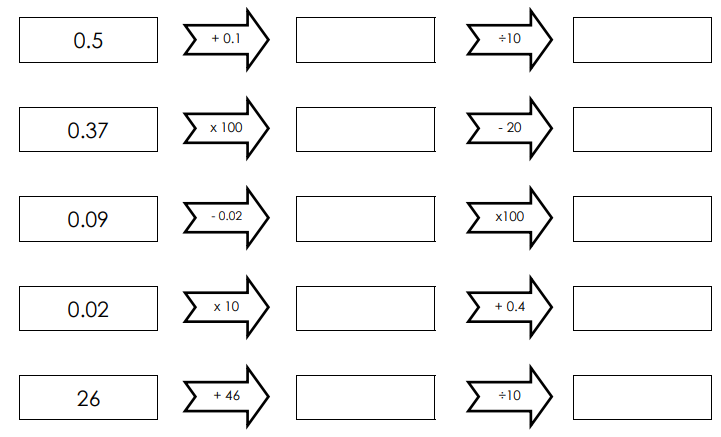 0.5 + 0.1 ÷10
0.37 x 100 - 20
0.09 - 0.02 x100
0.02 x 10 + 0.4
26 + 46 ÷10